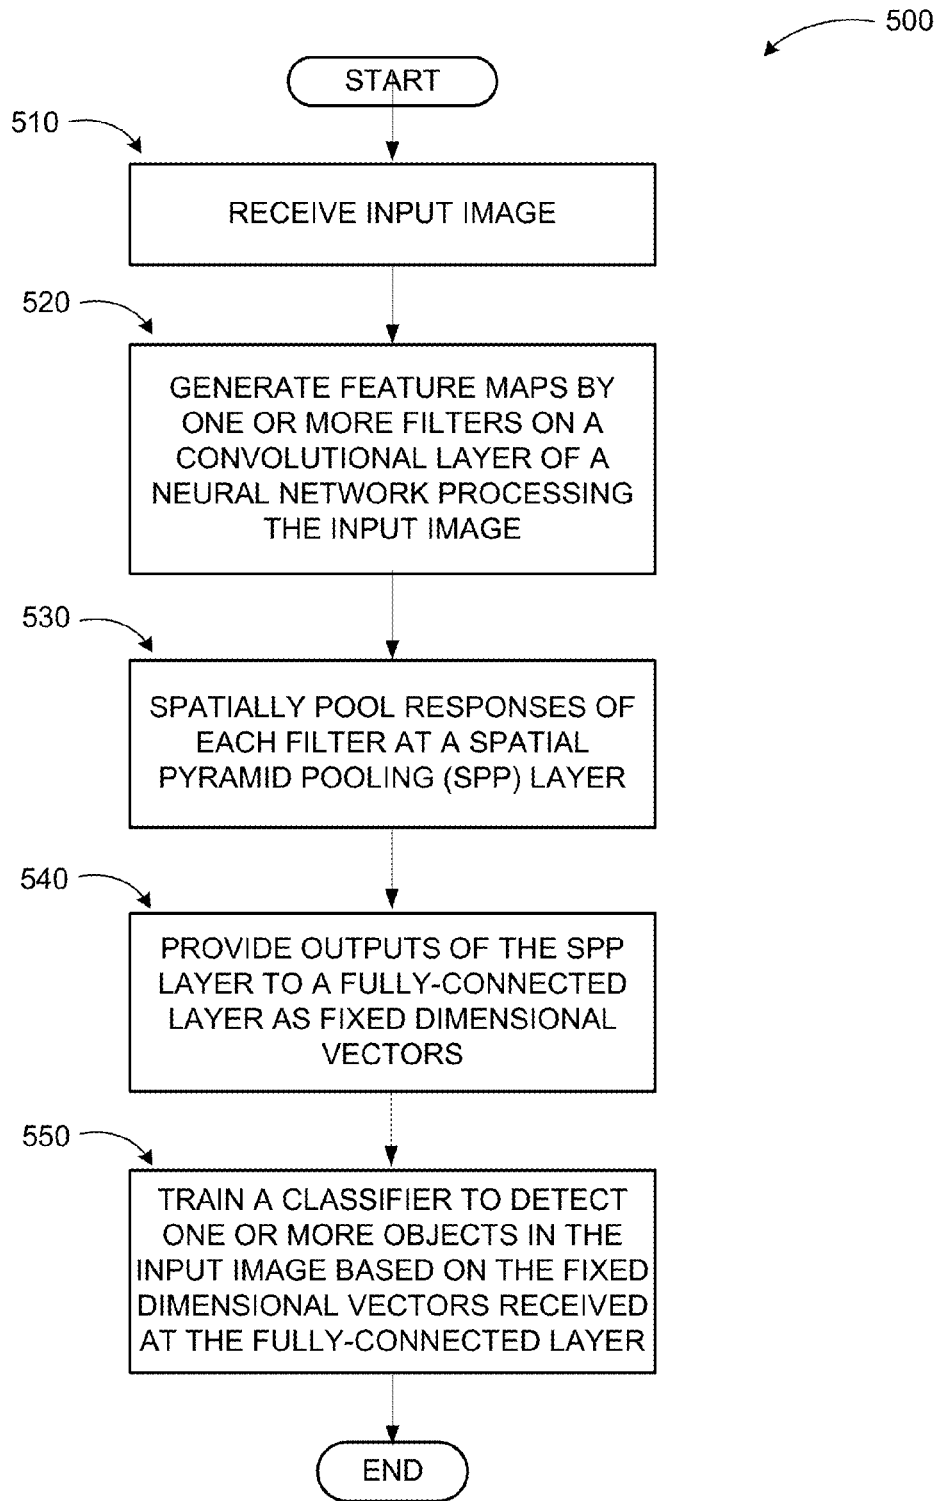 500
START
510
RECEIVE INPUT IMAGE
520
GENERATE FEATURE MAPS BY
ONE OR MORE FILTERS ON A
CONVOLUTIONAL LAYER OF A
NEURAL NETWORK PROCESSING
THE INPUT IMAGE
530
SPATIALLY POOL RESPONSES OF
EACH FILTER AT A SPATIAL
PYRAMID POOLING (SPP) LAYER
540
PROVIDE OUTPUTS OF THE SPP
LAYER TO A FULLY-CONNECTED
LAYER AS FIXED DIMENSIONAL
VECTORS
550
TRAIN A CLASSIFIER TO DETECT
ONE OR MORE OBJECTS IN THE
INPUT IMAGE BASED ON THE FIXED
DIMENSIONAL VECTORS RECEIVED
AT THE FULLY-CONNECTED LAYER
END